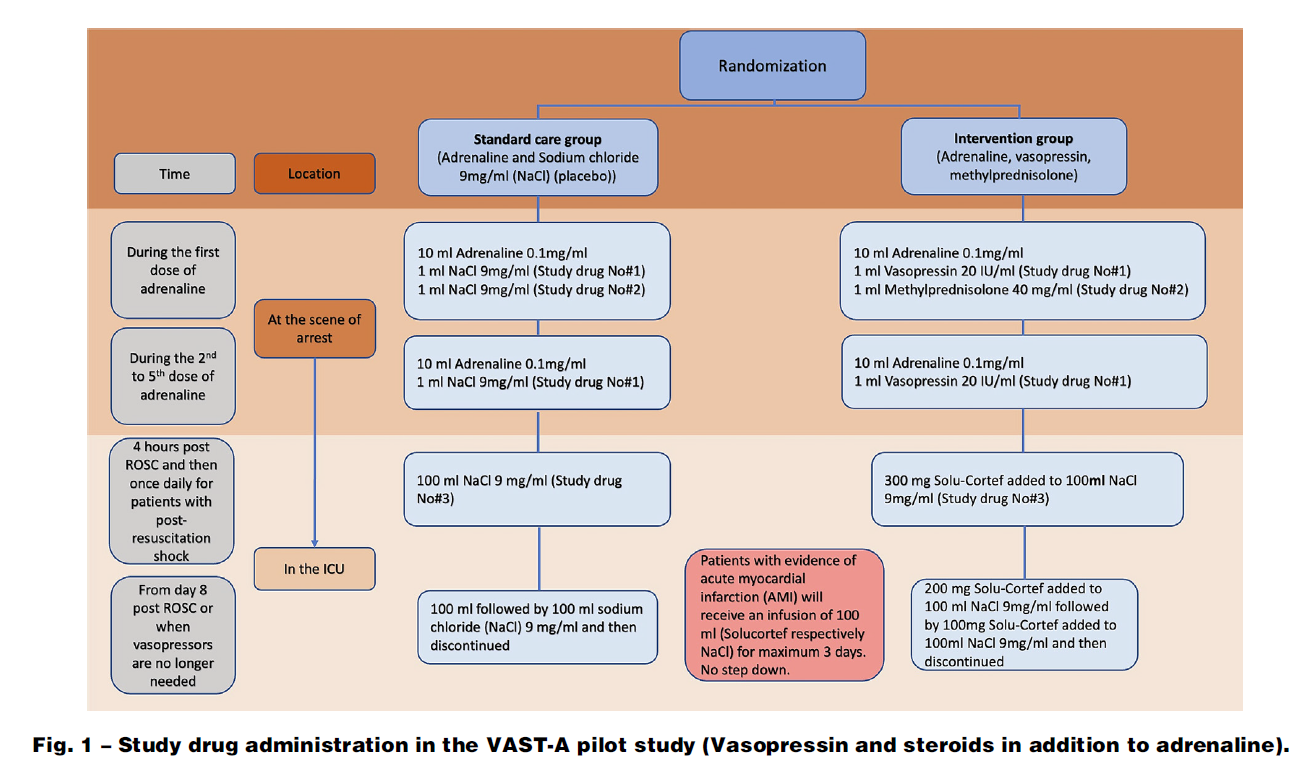 Randomization
Standard care group
(Adrenaline and Sodium chloride
9mg/ml (NaCl) (placebo))
Intervention group
(Adrenaline, vasopressin,
methylprednisolone)
Time
Location
During the first
dose of
adrenaline
10 ml Adrenaline 0.1mg/ml
1 ml NaCl 9mg/ml (Study drug No#1)
1 ml NaCl 9mg/ml (Study drug No#2)
10 ml Adrenaline 0.1mg/ml
1 ml Vasopressin 20 IU/ml (Study drug No#1)
1 ml Methylprednisolone 40 mg/ml (Study drug No#2)
At the scene of
arrest
During the 2nd
to 5th dose of
adrenaline
10 ml Adrenaline 0.1mg/ml
1 ml NaCl 9mg/ml (Study drug No#1)
10 ml Adrenaline 0.1mg/ml
1 ml Vasopressin 20 IU/ml (Study drug No#1)
4 hours post
ROSC and then
once daily for
patients with
post-
resuscitation
shock
100 ml NaCl 9 mg/ml (Study drug
No#3)
300 mg Solu-Cortef added to 100ml NaCl
9mg/ml (Study drug No#3)
In the ICU
From day 8
post ROSC or
when
vasopressors
are no longer
needed
100 ml followed by 100 ml sodium
chloride (NaCl) 9 mg/ml and then
discontinued
Patients with evidence of
acute myocardial
infarction (AMI) will
receive an infusion of 100
ml (Solucortef respectively
NaCl) for maximum 3 days.
No step down.
200 mg Solu-Cortef added to
100 ml NaCl 9mg/ml followed
by 100mg Solu-Cortef added to
100ml NaCl 9mg/ml and then
discontinued
Fig. 1 – Study drug administration in the VAST-A pilot study (Vasopressin and steroids in addition to adrenaline).